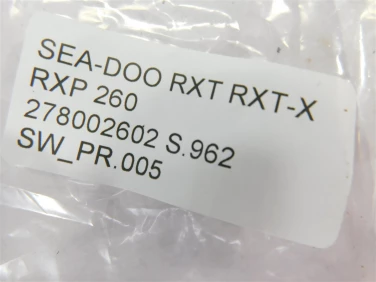 SEA-DOO RXT RXT-X
RXP 260
278002602 S.962
SW_PR.005